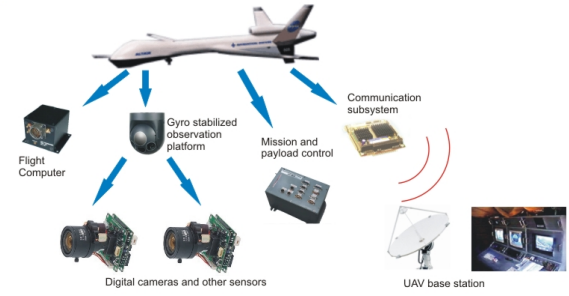 Communication
subsystem
Gyro stabilized
observation
platform
Mission and
payload control
Flight
Computer
Digital cameras and other sensors
UAV base station